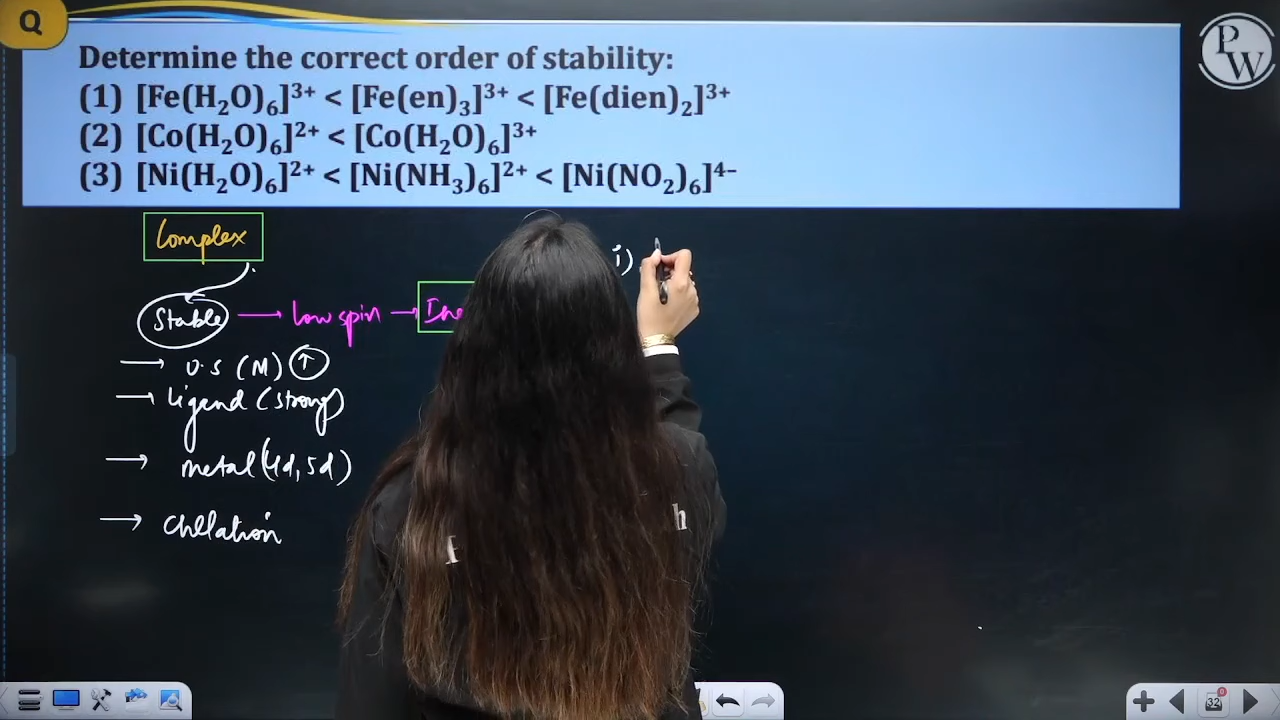 Q
Determine the correct order of stability:
(1) [Fe(H₂O)₆]³⁺ < [Fe(en)₃]³⁺ < [Fe(dien)₂]³⁺
(2) [Co(H₂O)₆]²⁺ < [Co(H₂O)₆]³⁺
(3) [Ni(H₂O)₆]²⁺ < [Ni(NH₃)₆]²⁺ < [Ni(NO₂)₆]⁴⁻
PW
Complex
Stable → Low spin →
→ O.S (M) ↑
→ Ligand (strong)
→ metal (4d, 5d)
→ Chelation
i)
32